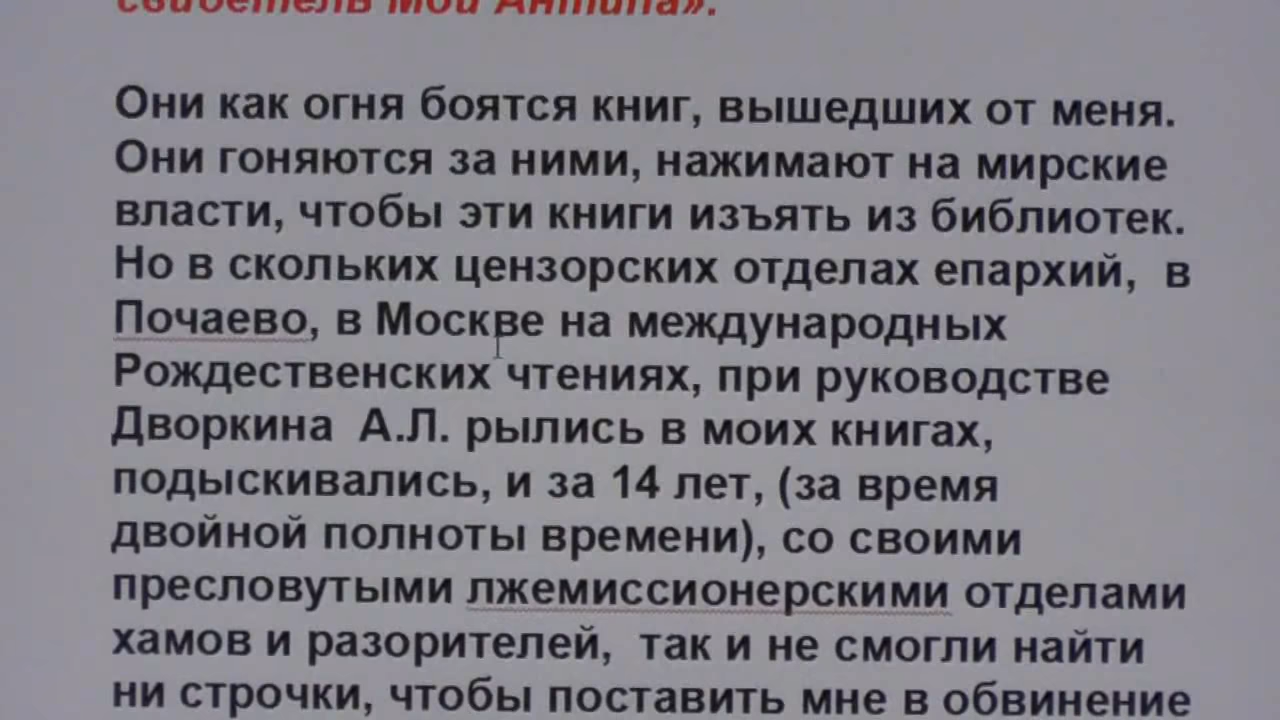 свидетель Мой Антипа».
Они как огня боятся книг, вышедших от меня.
Они гоняются за ними, нажимают на мирские
власти, чтобы эти книги изъять из библиотек.
Но в скольких цензорских отделах епархий, в
Почаево, в Москве на международных
Рождественских чтениях, при руководстве
Дворкина А.Л. рылись в моих книгах,
подыскивались, и за 14 лет, (за время
двойной полноты времени), со своими
пресловутыми лжемиссионерскими отделами
хамов и разорителей, так и не смогли найти
ни строчки, чтобы поставить мне в обвинение